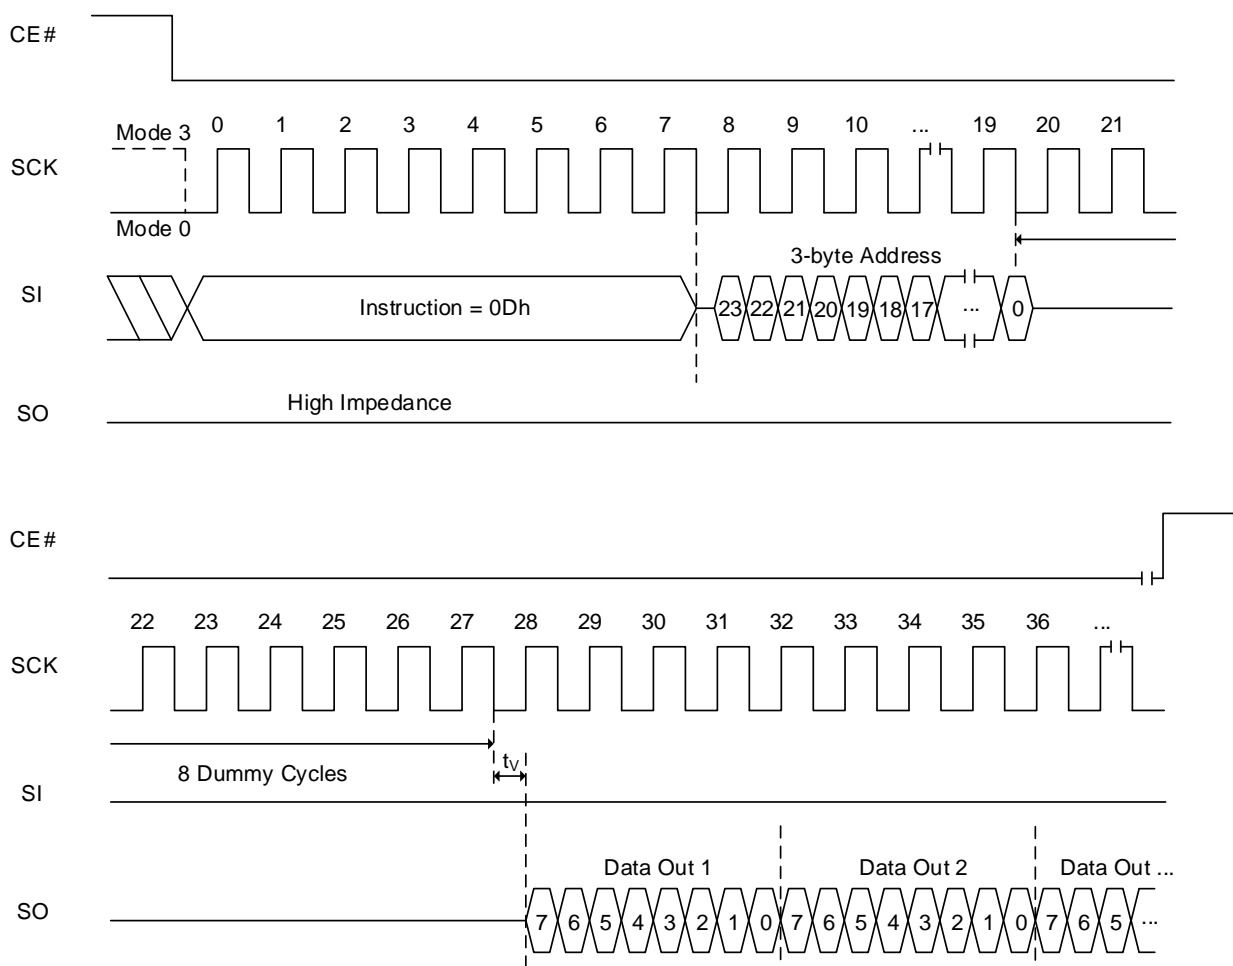 CE#
Mode 3 0 1 2 3 4 5 6 7 8 9 10 ... 19 20 21
SCK
Mode 0
3-byte Address
SI
Instruction = 0Dh 23 22 21 20 19 18 17 ... 0
SO
High Impedance
CE#
22 23 24 25 26 27 28 29 30 31 32 33 34 35 36 ...
SCK
8 Dummy Cycles tV
SI
Data Out 1 Data Out 2 Data Out ...
SO 7 6 5 4 3 2 1 0 7 6 5 4 3 2 1 0 7 6 5 ...